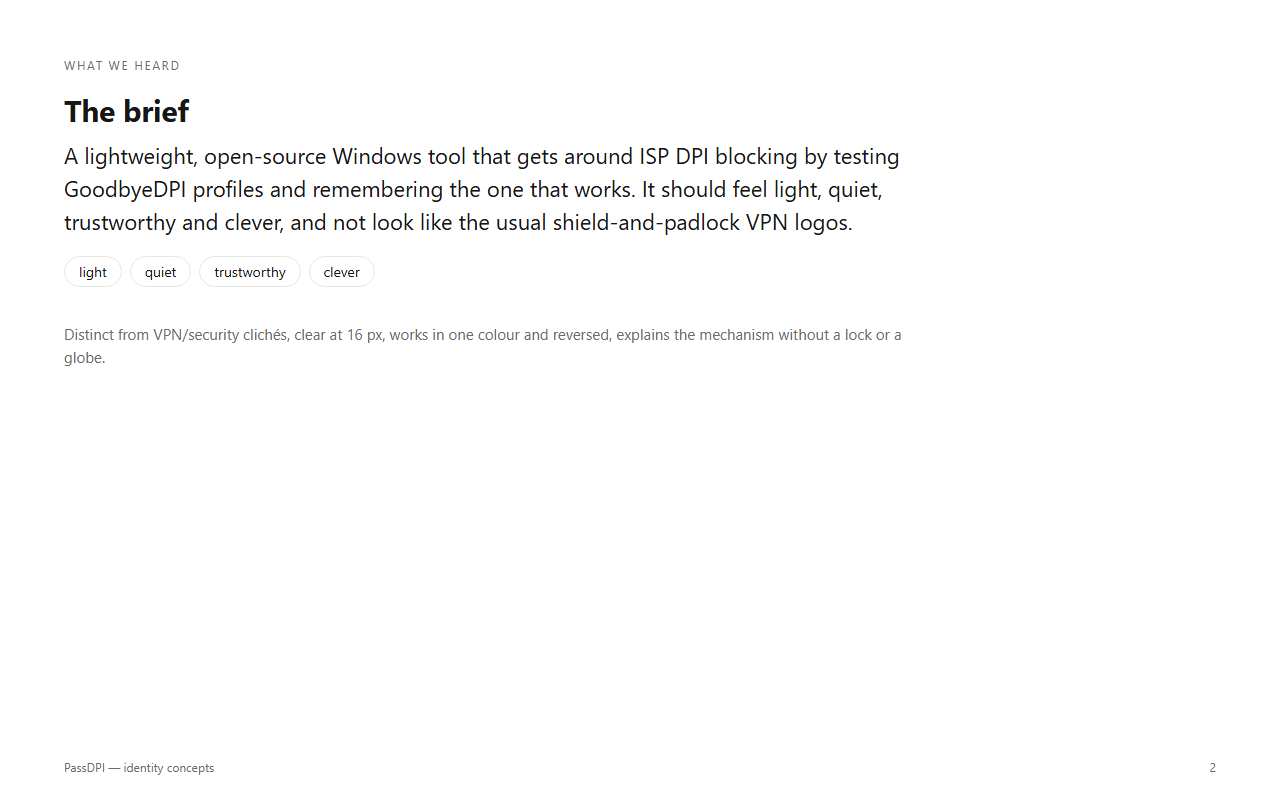 WHAT WE HEARD
The brief
A lightweight, open-source Windows tool that gets around ISP DPI blocking by testing
GoodbyeDPI profiles and remembering the one that works. It should feel light, quiet,
trustworthy and clever, and not look like the usual shield-and-padlock VPN logos.
light quiet trustworthy clever
Distinct from VPN/security clichés, clear at 16 px, works in one colour and reversed, explains the mechanism without a lock or a
globe.
PassDPI — identity concepts 2